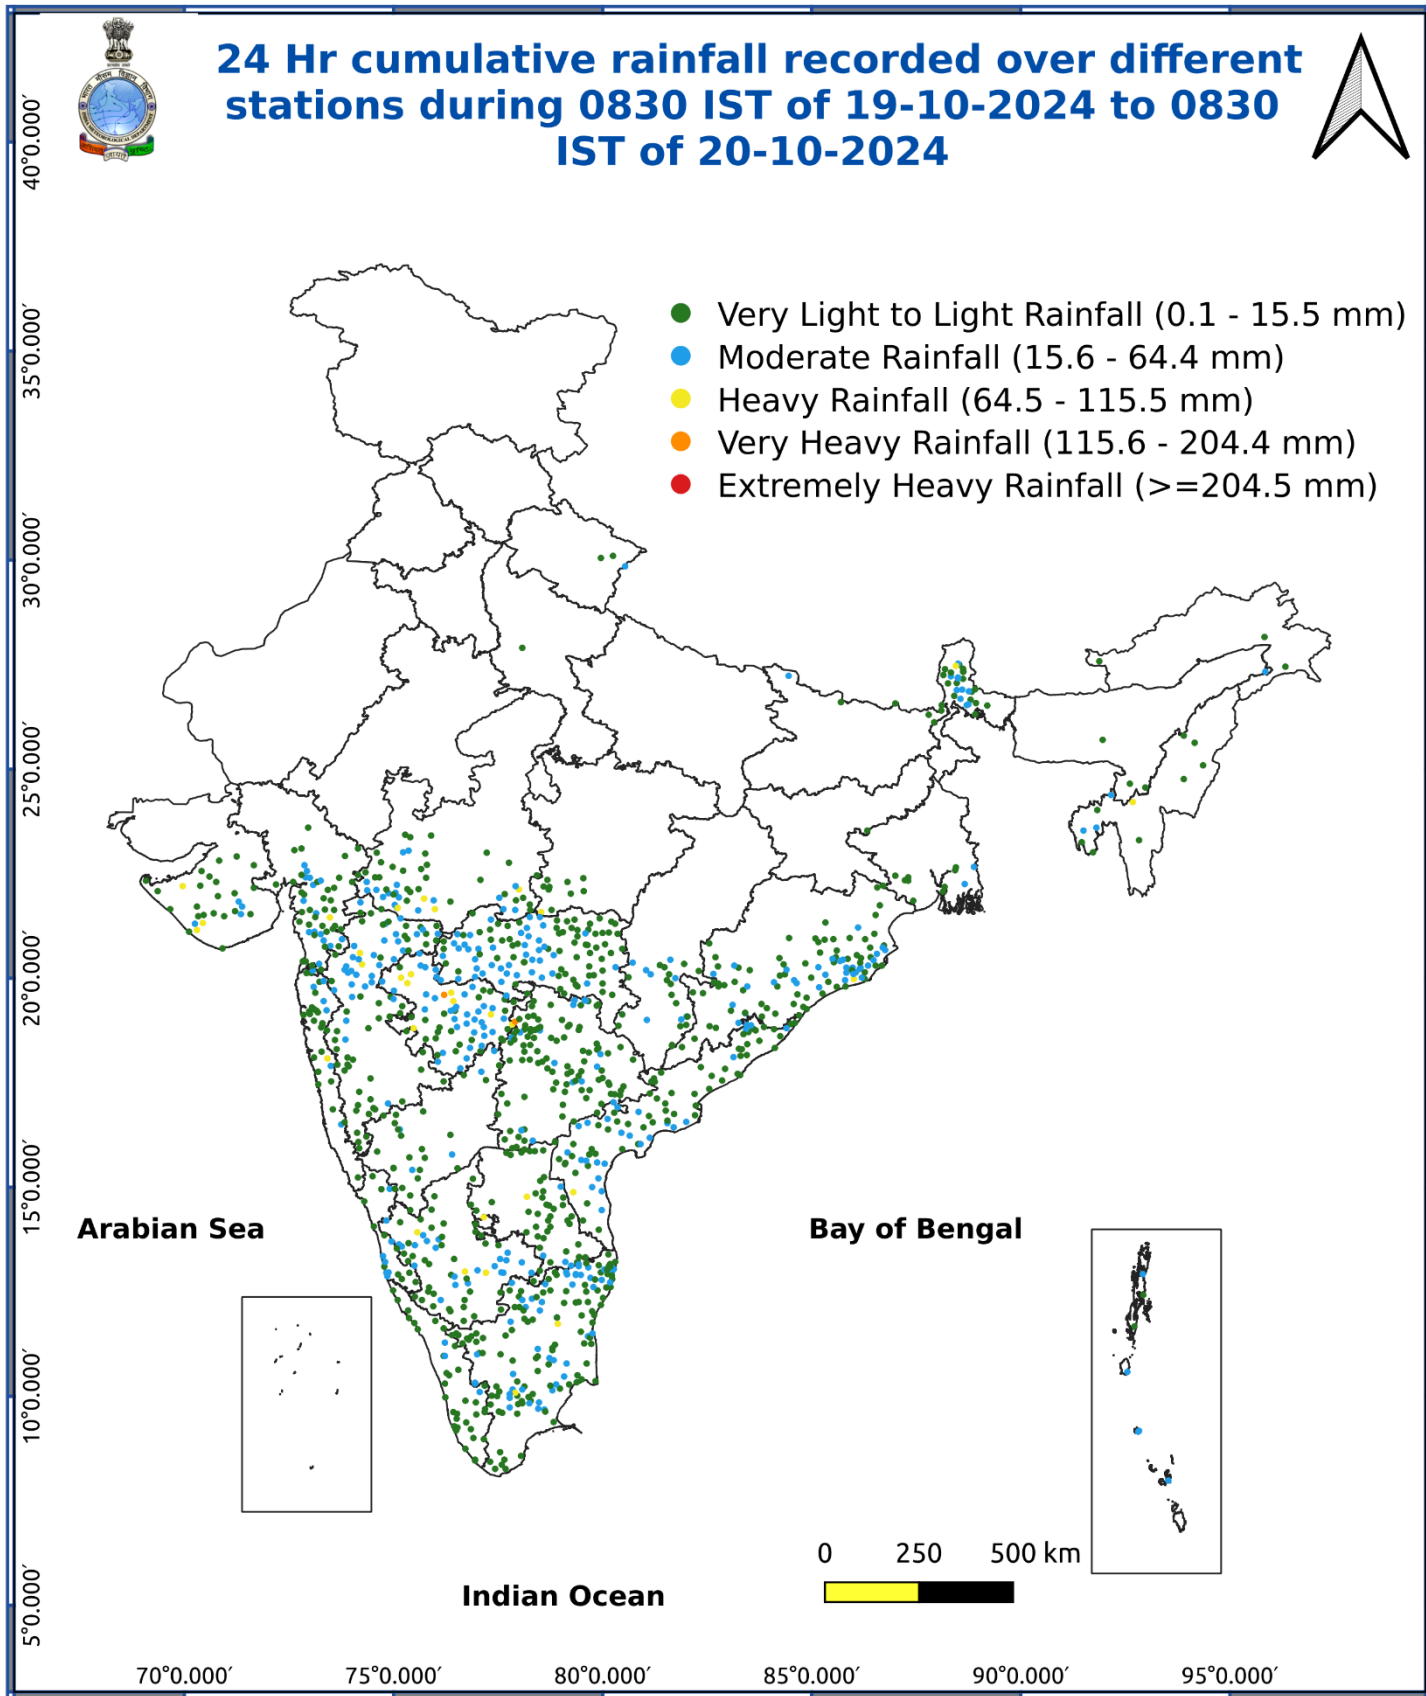 24 Hr cumulative rainfall recorded over different
stations during 0830 IST of 19-10-2024 to 0830
IST of 20-10-2024
Very Light to Light Rainfall (0.1 - 15.5 mm)
Moderate Rainfall (15.6 - 64.4 mm)
Heavy Rainfall (64.5 - 115.5 mm)
Very Heavy Rainfall (115.6 - 204.4 mm)
Extremely Heavy Rainfall (>=204.5 mm)
40°0.000′
35°0.000′
30°0.000′
25°0.000′
20°0.000′
15°0.000′
10°0.000′
5°0.000′
Arabian Sea
Bay of Bengal
Indian Ocean
0 250 500 km
70°0.000′ 75°0.000′ 80°0.000′ 85°0.000′ 90°0.000′ 95°0.000′